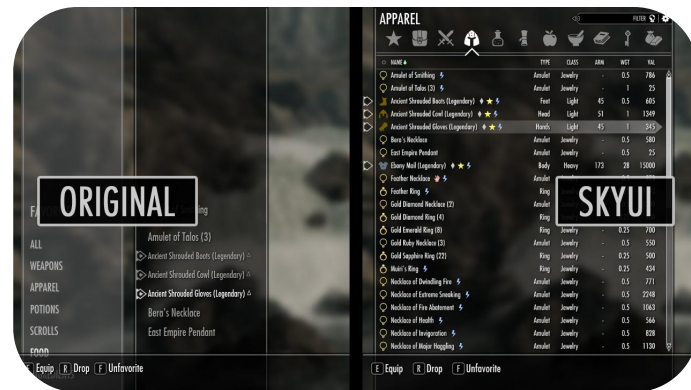 ORIGINAL
ALL
WEAPONS
APPAREL
POTIONS
SCROLLS
FOOD
Amulet of Talos (3)
Ancient Shrouded Boots (Legendary)
Ancient Shrouded Cowl (Legendary)
Ancient Shrouded Gloves (Legendary)
Bero's Necklace
East Empire Pendant
Equip R Drop F Unfavorite
APPAREL
FILTER
NAME TYPE CLASS ARM WGT VAL
Amulet of Smithing Amulet Jewelry - 0.5 786
Amulet of Talos (3) Amulet Jewelry - 1 25
Ancient Shrouded Boots (Legendary) Feet Light 45 0.5 605
Ancient Shrouded Cowl (Legendary) Head Light 51 1 1349
Ancient Shrouded Gloves (Legendary) Hands Light 45 1 345
Bero's Necklace Amulet Jewelry - 0.5 580
East Empire Pendant Amulet Jewelry - 0.5 25
Ebony Mail (Legendary) Body Heavy 173 28 15000
Feather Necklace Amulet
Feather Ring Ring
Gold Diamond Necklace (2) Amulet
Gold Diamond Ring (4) Ring
Gold Emerald Ring (8) Ring Jewelry - 0.25 700
Gold Ruby Necklace (3) Amulet Jewelry - 0.5 550
Gold Sapphire Ring (22) Ring Jewelry - 0.25 500
Muiri's Ring Ring Jewelry - 0.25 434
Necklace of Dwindling Fire Amulet Jewelry - 0.5 771
Necklace of Extreme Sneaking Amulet Jewelry - 0.5 2248
Necklace of Fire Abatement Amulet Jewelry - 0.5 1063
Necklace of Health Amulet Jewelry - 0.5 566
Necklace of Invigoration Amulet Jewelry - 0.5 828
Necklace of Major Haggling Amulet Jewelry - 0.5 1130
SKYUI
E Equip R Drop F Unfavorite